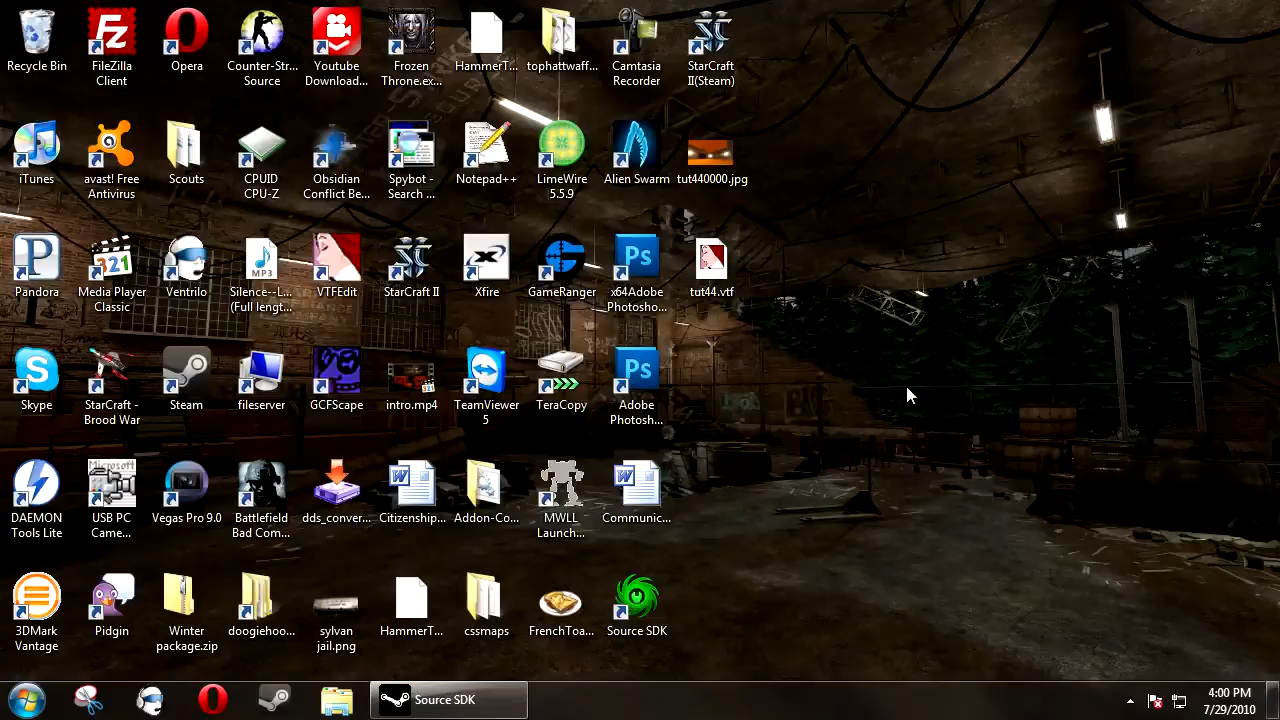 Recycle Bin
FileZilla
Client
Opera
Counter-Str...
Source
Youtube
Download...
Frozen
Throne.ex...
HammerT...
tophattwaff...
Camtasia
Recorder
StarCraft
II(Steam)
iTunes
avast! Free
Antivirus
Scouts
CPUID
CPU-Z
Obsidian
Conflict Be...
Spybot -
Search ...
Notepad++
LimeWire
5.5.9
Alien Swarm
tut440000.jpg
Pandora
Media Player
Classic
Ventrilo
Silence--L...
(Full lengt...
VTFEdit
StarCraft II
Xfire
GameRanger
x64Adobe
Photosho...
tut44.vtf
Skype
StarCraft -
Brood War
Steam
fileserver
GCFScape
intro.mp4
TeamViewer
5
TeraCopy
Adobe
Photosh...
DAEMON
Tools Lite
USB PC
Came...
Vegas Pro 9.0
Battlefield
Bad Com...
dds_conver...
Citizenship...
Addon-Co...
MWLL
Launch...
Communic...
3DMark
Vantage
Pidgin
Winter
package.zip
doogiehoo...
sylvan
jail.png
HammerT...
cssmaps
FrenchToa...
Source SDK
Source SDK
4:00 PM
7/29/2010